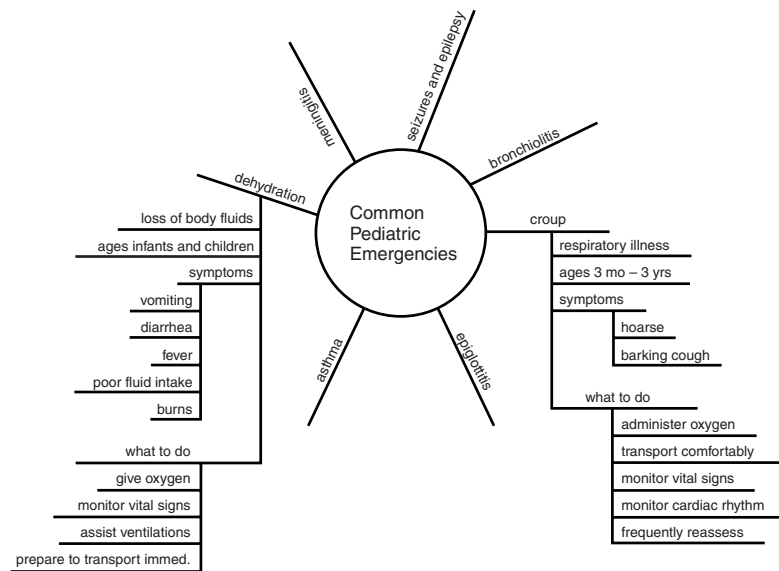 Common
Pediatric
Emergencies
meningitis
seizures and epilepsy
bronchiolitis
dehydration
loss of body fluids
ages infants and children
symptoms
vomiting
diarrhea
fever
poor fluid intake
burns
what to do
give oxygen
monitor vital signs
assist ventilations
prepare to transport immed.
asthma
epiglottitis
croup
respiratory illness
ages 3 mo – 3 yrs
symptoms
hoarse
barking cough
what to do
administer oxygen
transport comfortably
monitor vital signs
monitor cardiac rhythm
frequently reassess